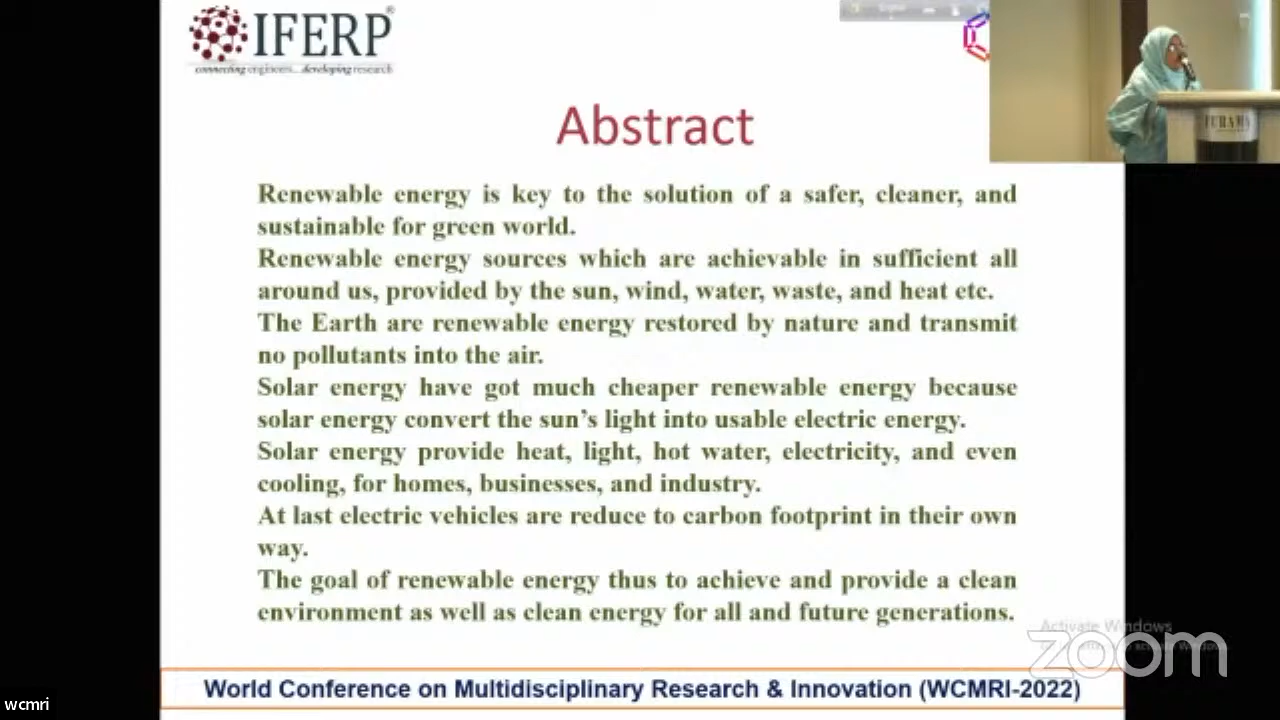 IFERP®
connecting engineers... developing research
Abstract
Renewable energy is key to the solution of a safer, cleaner, and
sustainable for green world.
Renewable energy sources which are achievable in sufficient all
around us, provided by the sun, wind, water, waste, and heat etc.
The Earth are renewable energy restored by nature and transmit
no pollutants into the air.
Solar energy have got much cheaper renewable energy because
solar energy convert the sun's light into usable electric energy.
Solar energy provide heat, light, hot water, electricity, and even
cooling, for homes, businesses, and industry.
At last electric vehicles are reduce to carbon footprint in their own
way.
The goal of renewable energy thus to achieve and provide a clean
environment as well as clean energy for all and future generations.
Activate Windows
to activate Windows.
zoom
World Conference on Multidisciplinary Research & Innovation (WCMRI-2022)
wcmri